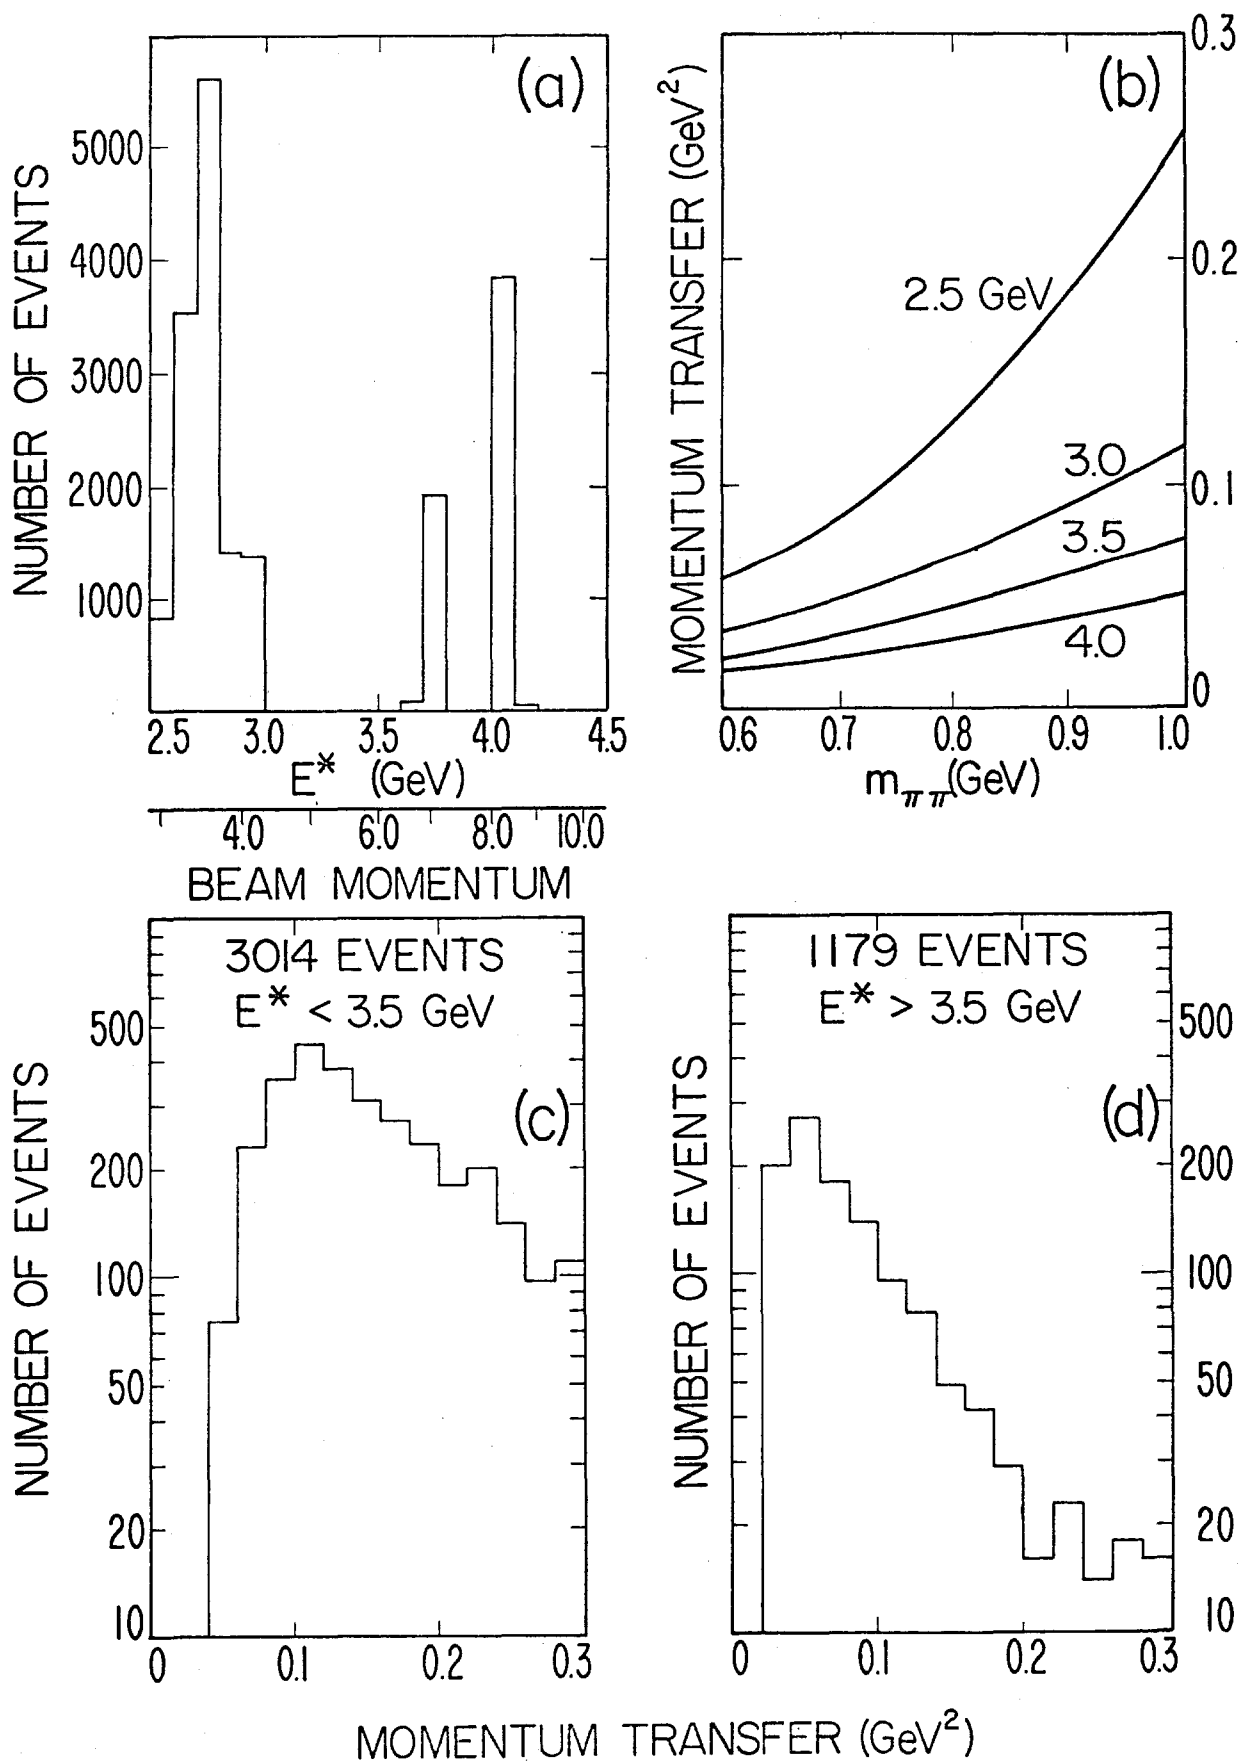 (a)
NUMBER OF EVENTS
5000
4000
3000
2000
1000
2.5 3.0 3.5 4.0 4.5
E* (GeV)
4.0 6.0 8.0 10.0
BEAM MOMENTUM
(b)
MOMENTUM TRANSFER (GeV²)
0.3
0.2
0.1
0
2.5 GeV
3.0
3.5
4.0
0.6 0.7 0.8 0.9 1.0
mππ(GeV)
3014 EVENTS
E* < 3.5 GeV
(c)
NUMBER OF EVENTS
500
200
100
50
20
10
0 0.1 0.2 0.3
1179 EVENTS
E* > 3.5 GeV
(d)
NUMBER OF EVENTS
500
200
100
50
20
10
0 0.1 0.2 0.3
MOMENTUM TRANSFER (GeV²)